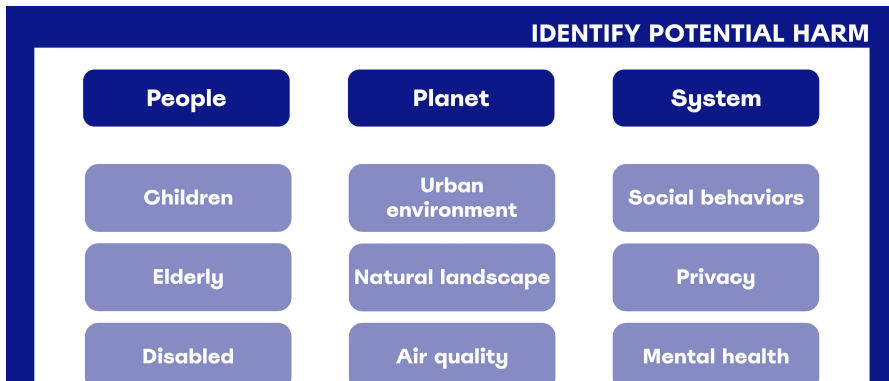 IDENTIFY POTENTIAL HARM
People
Planet
System
Children
Urban
environment
Social behaviors
Elderly
Natural landscape
Privacy
Disabled
Air quality
Mental health